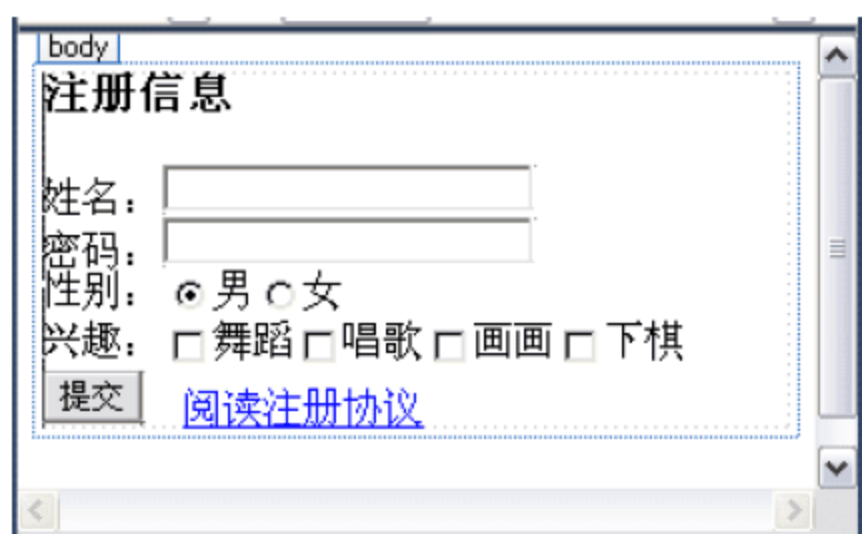 body
注册信息
姓名：
密码：
性别： 男 女
兴趣： 舞蹈 唱歌 画画 下棋
提交 阅读注册协议